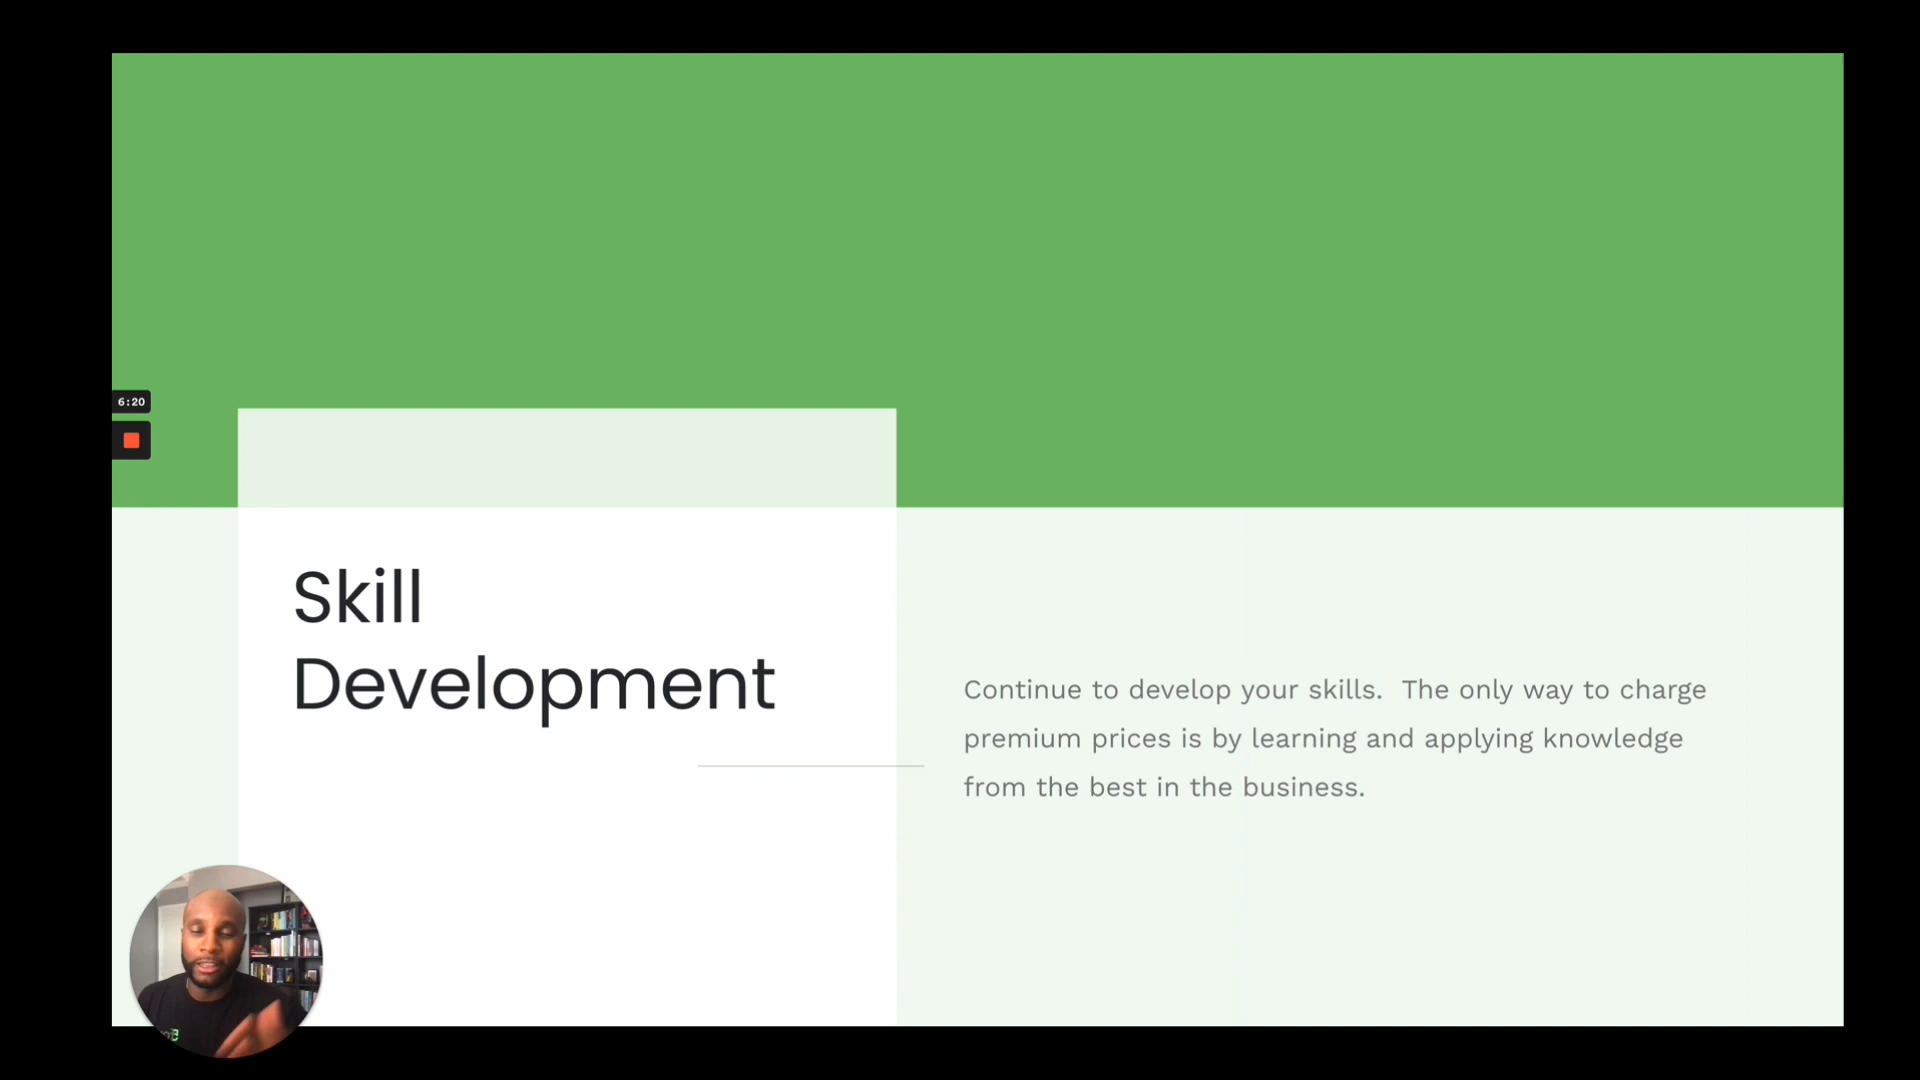 6:20
Skill
Development
Continue to develop your skills.  The only way to charge
premium prices is by learning and applying knowledge
from the best in the business.